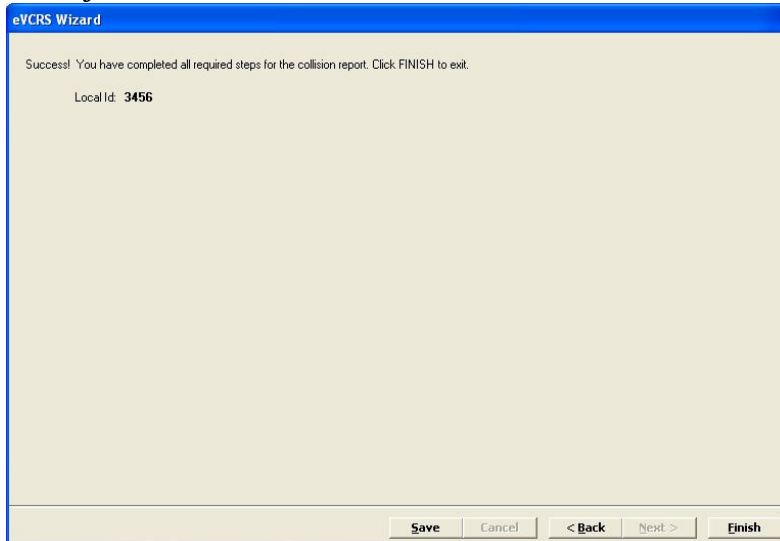 eVCRS Wizard
Success! You have completed all required steps for the collision report. Click FINISH to exit.
Local Id: 3456
Save Cancel < Back Next > Finish